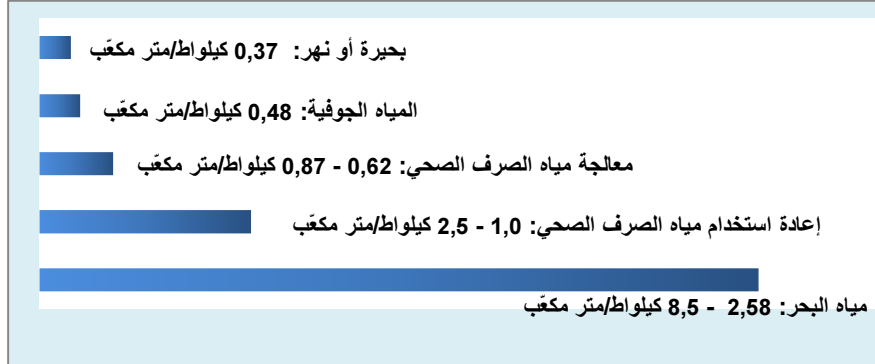 بحيرة أو نهر: 0,37 كيلواط/متر مكعّب
المياه الجوفية: 0,48 كيلواط/متر مكعّب
معالجة مياه الصرف الصحي: 0,62 - 0,87 كيلواط/متر مكعّب
إعادة استخدام مياه الصرف الصحي: 1,0 - 2,5 كيلواط/متر مكعّب
مياه البحر: 2,58 - 8,5 كيلواط/متر مكعّب